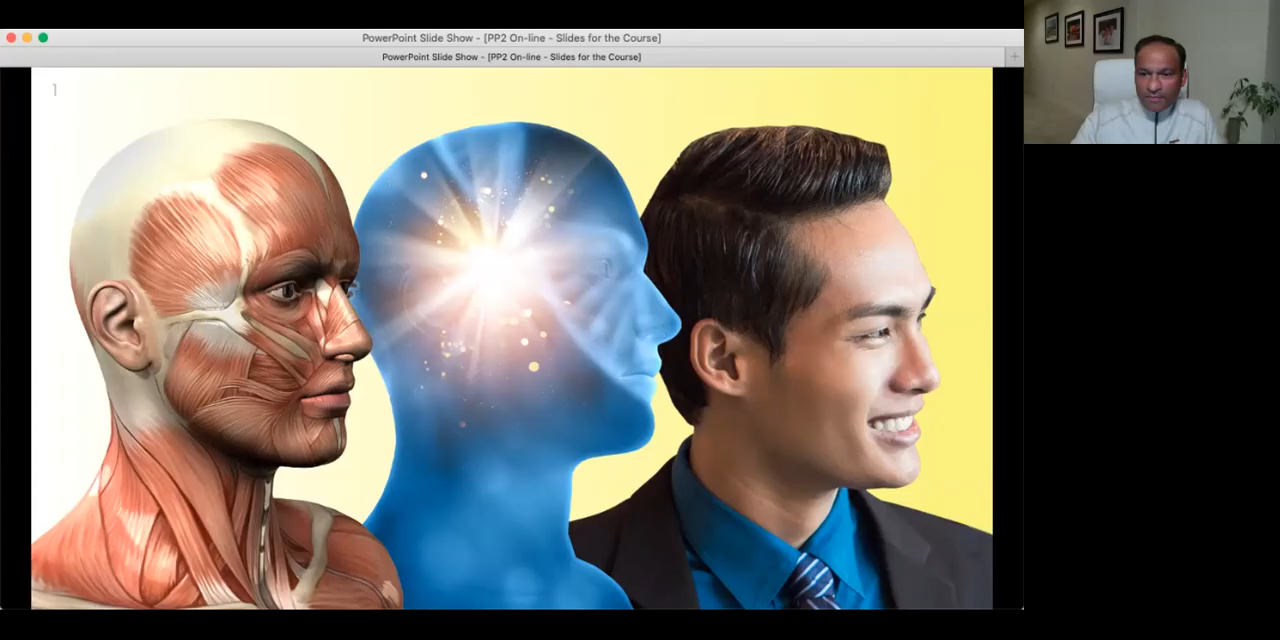 PowerPoint Slide Show - [PP2 On-line - Slides for the Course]
PowerPoint Slide Show - [PP2 On-line - Slides for the Course]
1